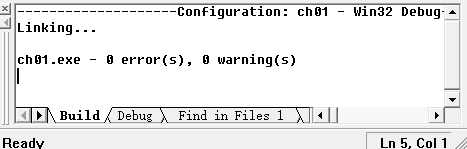 --------------------Configuration: ch01 - Win32 Debug-
Linking...
ch01.exe - 0 error(s), 0 warning(s)
Build Debug Find in Files 1
Ready Ln 5, Col 1